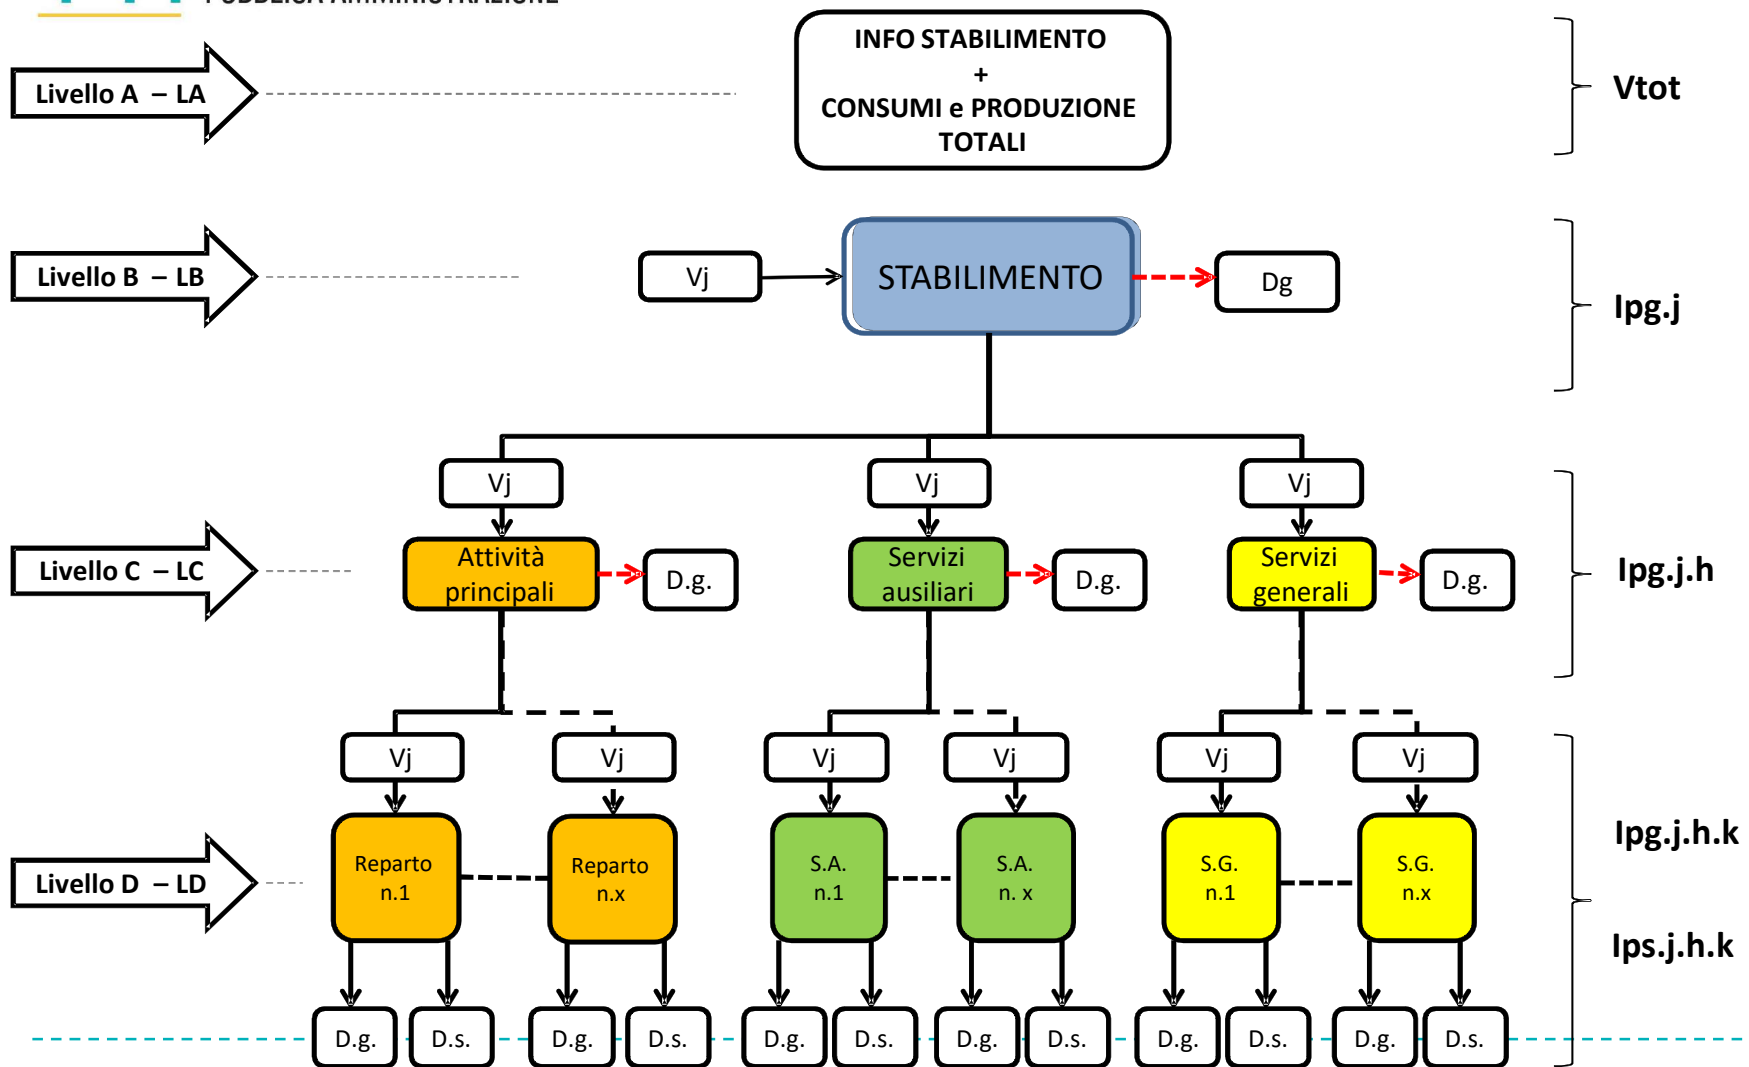 PUBBLICA AMMINISTRAZIONE
INFO STABILIMENTO
+
CONSUMI e PRODUZIONE
TOTALI
Livello A – LA
Vtot
Livello B – LB
Vj
STABILIMENTO
Dg
Ipg.j
Vj
Vj
Vj
Livello C – LC
Attività
principali
D.g.
Servizi
ausiliari
D.g.
Servizi
generali
D.g.
Ipg.j.h
Vj
Vj
Vj
Vj
Vj
Vj
Livello D – LD
Reparto
n.1
Reparto
n.x
S.A.
n.1
S.A.
n. x
S.G.
n.1
S.G.
n.x
Ipg.j.h.k
Ips.j.h.k
D.g.
D.s.
D.g.
D.s.
D.g.
D.s.
D.g.
D.s.
D.g.
D.s.
D.g.
D.s.